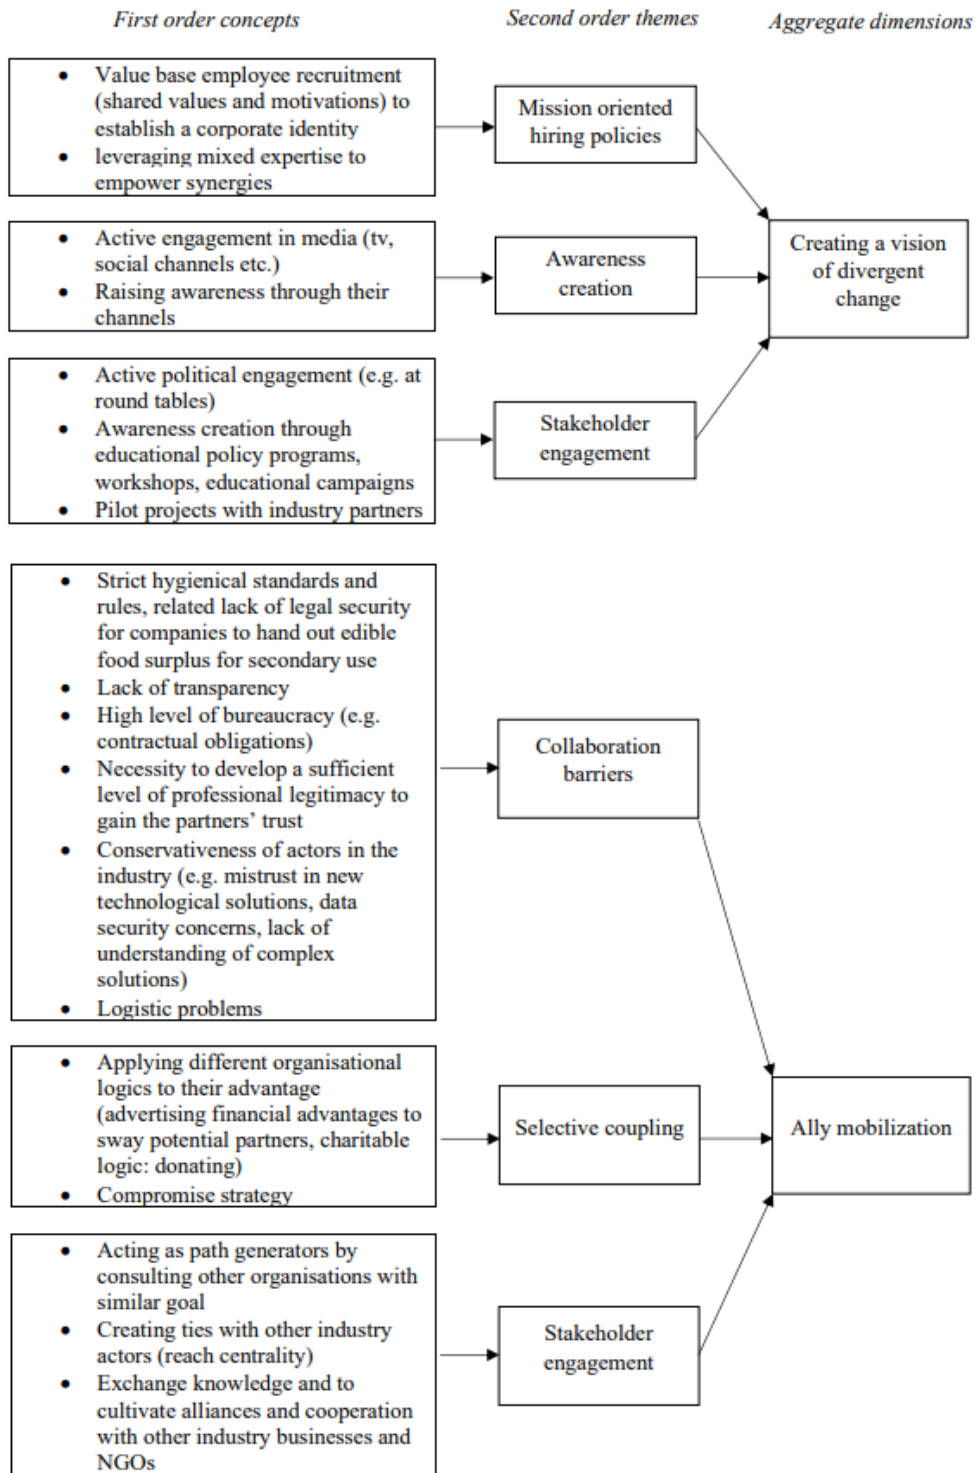 First order concepts
Second order themes
Aggregate dimensions
• Value base employee recruitment
(shared values and motivations) to
establish a corporate identity
• leveraging mixed expertise to
empower synergies
Mission oriented
hiring policies
• Active engagement in media (tv,
social channels etc.)
• Raising awareness through their
channels
Awareness
creation
Creating a vision
of divergent
change
• Active political engagement (e.g. at
round tables)
• Awareness creation through
educational policy programs,
workshops, educational campaigns
• Pilot projects with industry partners
Stakeholder
engagement
• Strict hygienical standards and
rules, related lack of legal security
for companies to hand out edible
food surplus for secondary use
• Lack of transparency
• High level of bureaucracy (e.g.
contractual obligations)
• Necessity to develop a sufficient
level of professional legitimacy to
gain the partners’ trust
• Conservativeness of actors in the
industry (e.g. mistrust in new
technological solutions, data
security concerns, lack of
understanding of complex
solutions)
• Logistic problems
Collaboration
barriers
• Applying different organisational
logics to their advantage
(advertising financial advantages to
sway potential partners, charitable
logic: donating)
• Compromise strategy
Selective coupling
Ally mobilization
• Acting as path generators by
consulting other organisations with
similar goal
• Creating ties with other industry
actors (reach centrality)
• Exchange knowledge and to
cultivate alliances and cooperation
with other industry businesses and
NGOs
Stakeholder
engagement